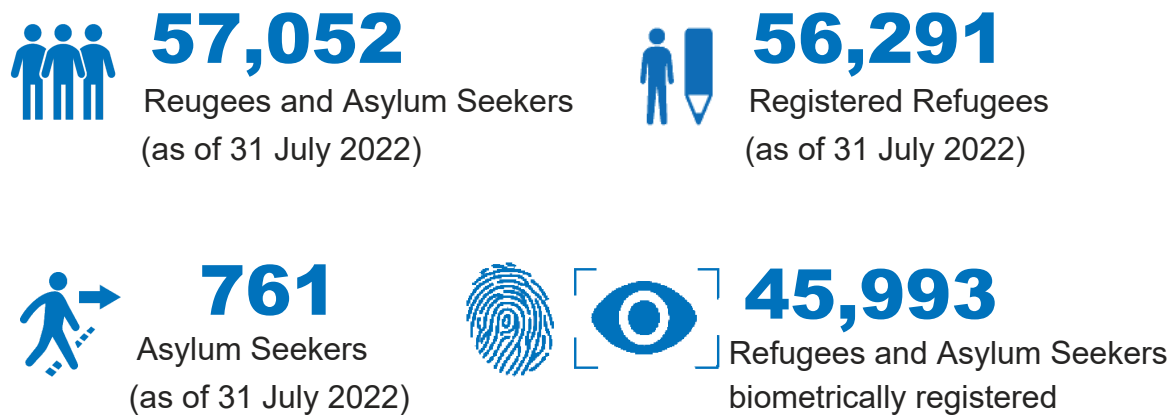 57,052
Reugees and Asylum Seekers
(as of 31 July 2022)
56,291
Registered Refugees
(as of 31 July 2022)
761
Asylum Seekers
(as of 31 July 2022)
45,993
Refugees and Asylum Seekers
biometrically registered